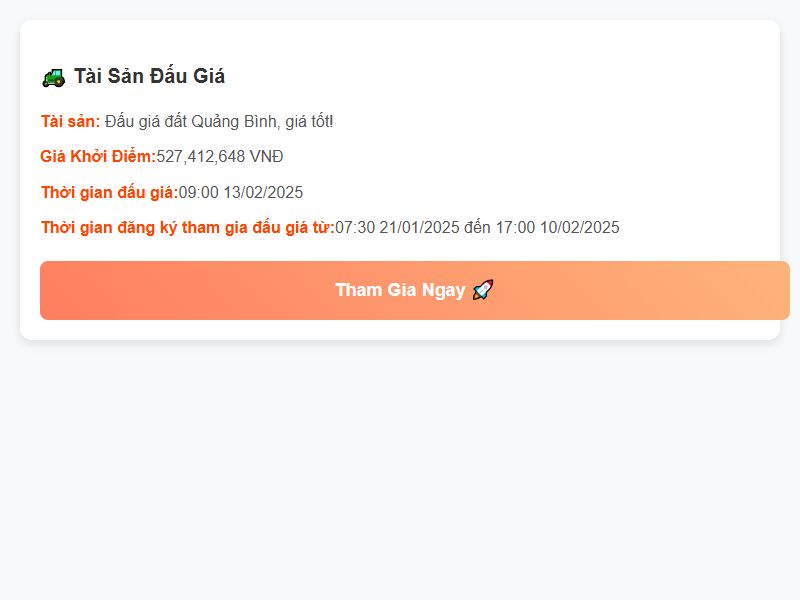 Tài Sản Đấu Giá
Tài sản: Đấu giá đất Quảng Bình, giá tốt!
Giá Khởi Điểm:527,412,648 VNĐ
Thời gian đấu giá:09:00 13/02/2025
Thời gian đăng ký tham gia đấu giá từ:07:30 21/01/2025 đến 17:00 10/02/2025
Tham Gia Ngay 🚀